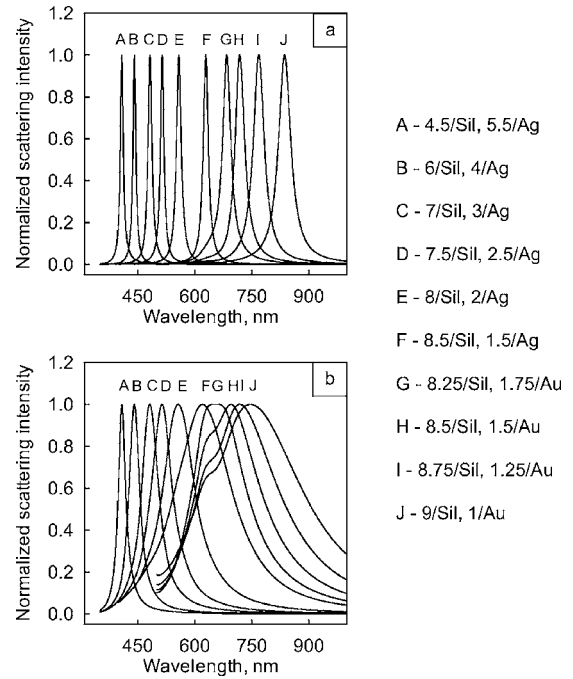 A B C D E F G H I J
a
Normalized scattering intensity
1.2
1.0
0.8
0.6
0.4
0.2
0.0
450 600 750 900
Wavelength, nm
A B C D E F G H I J
b
Normalized scattering intensity
1.2
1.0
0.8
0.6
0.4
0.2
0.0
450 600 750 900
Wavelength, nm
A - 4.5/Sil, 5.5/Ag
B - 6/Sil, 4/Ag
C - 7/Sil, 3/Ag
D - 7.5/Sil, 2.5/Ag
E - 8/Sil, 2/Ag
F - 8.5/Sil, 1.5/Ag
G - 8.25/Sil, 1.75/Au
H - 8.5/Sil, 1.5/Au
I - 8.75/Sil, 1.25/Au
J - 9/Sil, 1/Au